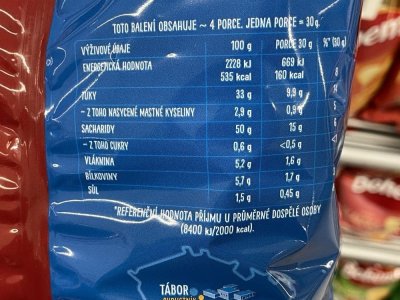 TOTO BALENÍ OBSAHUJE ~ 4 PORCE. JEDNA PORCE = 30g.
VÝŽIVOVÉ ÚDAJE 100 g PORCE 30g %* (30 g)
ENERGETICKÁ HODNOTA 2228 kJ 669 kJ 8
535 kcal 160 kcal
TUKY 33 g 9,9 g
– Z TOHO NASYCENÉ MASTNÉ KYSELINY 2,9 g 0,9 g
SACHARIDY 50 g 15 g
– Z TOHO CUKRY 0,6 g <0,5 g
VLÁKNINA 5,2 g 1,6 g
BÍLKOVINY 5,7 g 1,7 g
SŮL 1,5 g 0,45 g
*REFERENČNÍ HODNOTA PŘÍJMU U PRŮMĚRNÉ DOSPĚLÉ OSOBY
(8400 kJ/2000 kcal).
TÁBOR